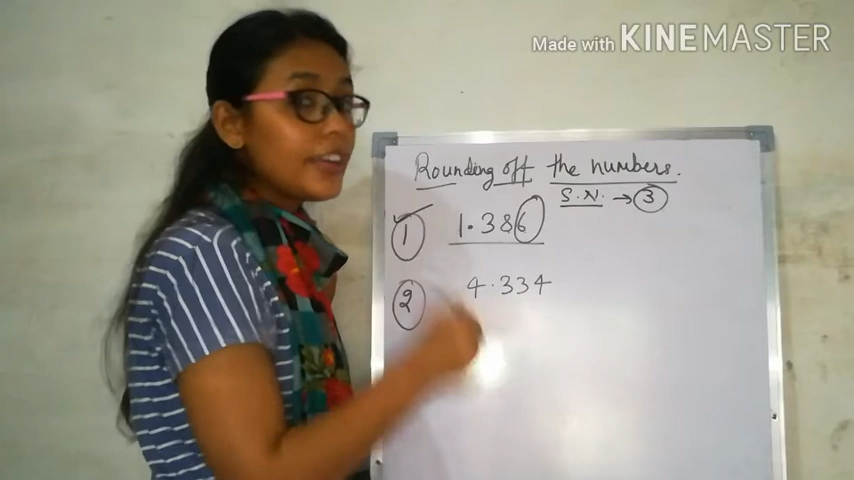 Made with KINEMASTER
Rounding off the numbers.
S.N. → 3
1 1.386
2 4.334